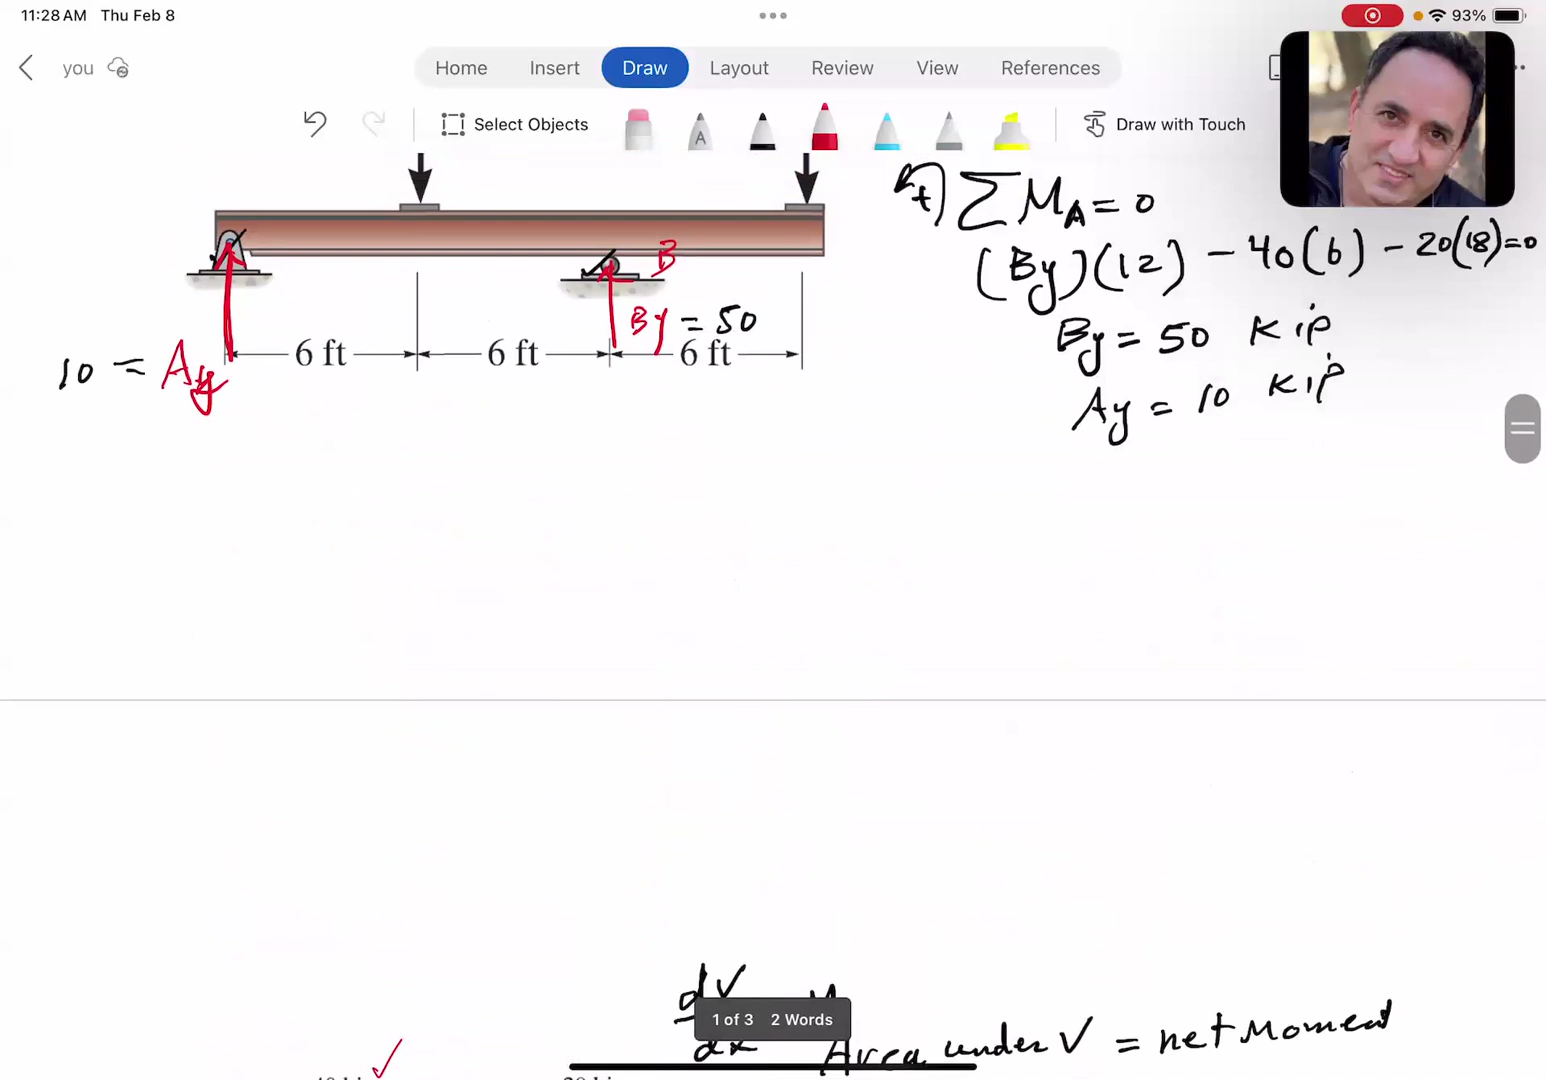 11:28 AM Thu Feb 8
93%
you
Home Insert Draw Layout Review View References
Select Objects
A
Draw with Touch
+) ΣM_A = 0
(By)(12) - 40(6) - 20(18)=0
B
By = 50
By = 50 Kip
10 = Ay
6 ft 6 ft 6 ft
Ay = 10 Kip
dV
dx
1 of 3 2 Words
Area under V = net Moment